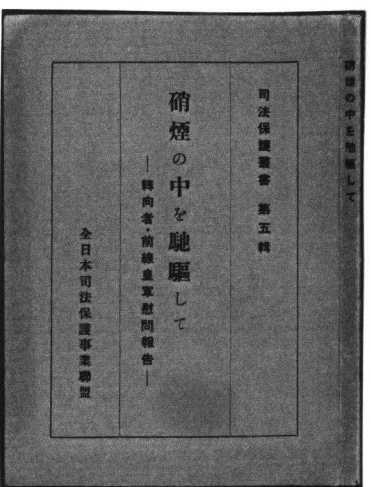 司法保護叢書 第五輯
硝煙の中を馳驅して
―轉向者・前線皇軍慰問報告―
全日本司法保護事業聯盟
硝煙の中を馳驅して